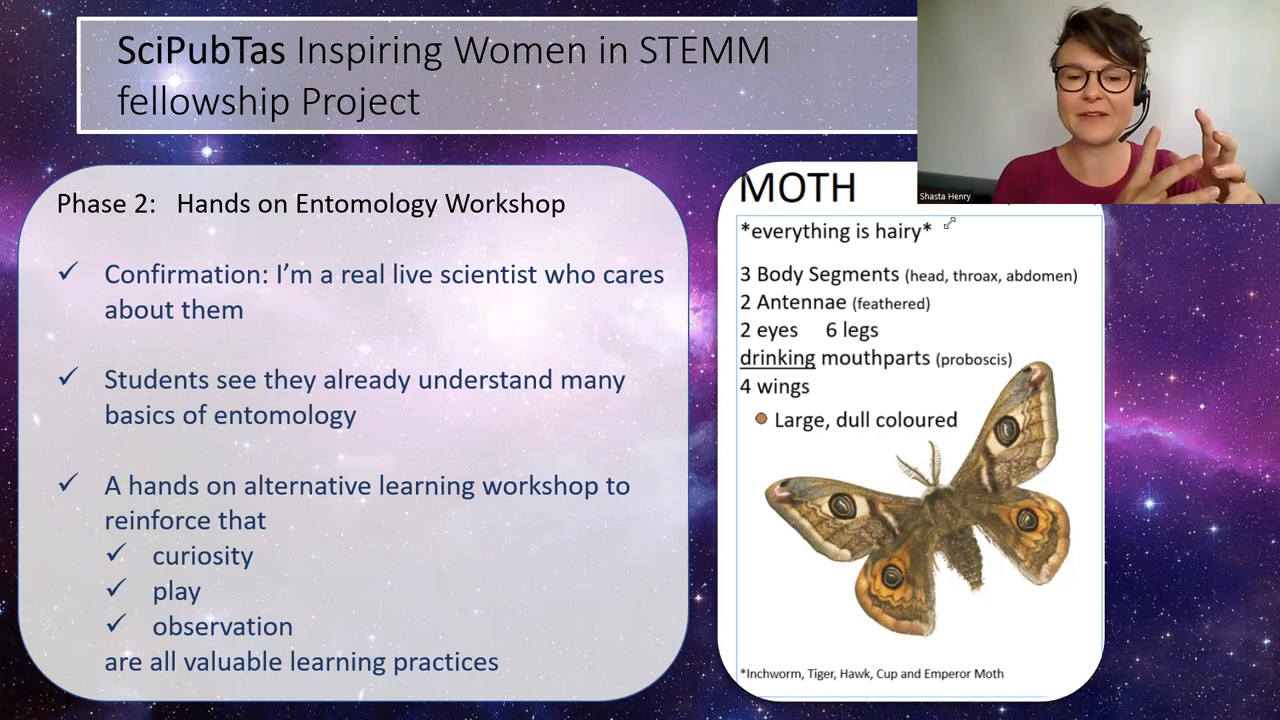 SciPubTas Inspiring Women in STEMM
fellowship Project
Shasta Henry
Phase 2: Hands on Entomology Workshop
✓ Confirmation: I'm a real live scientist who cares
about them
✓ Students see they already understand many
basics of entomology
✓ A hands on alternative learning workshop to
reinforce that
✓ curiosity
✓ play
✓ observation
are all valuable learning practices
MOTH
*everything is hairy*
3 Body Segments (head, throax, abdomen)
2 Antennae (feathered)
2 eyes 6 legs
drinking mouthparts (proboscis)
4 wings
Large, dull coloured
*Inchworm, Tiger, Hawk, Cup and Emperor Moth